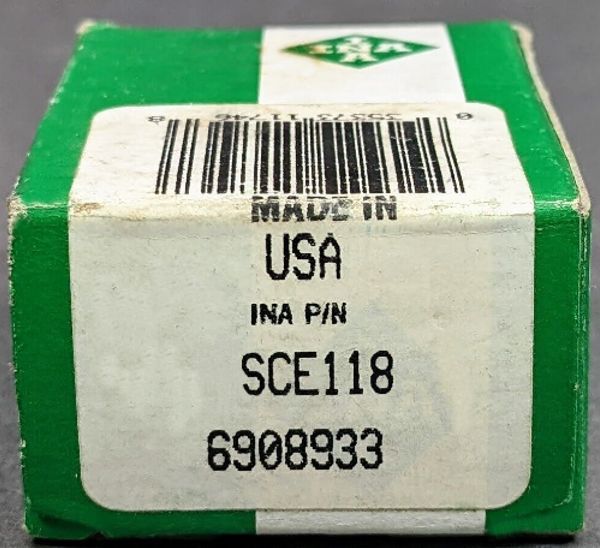 INA
MADE IN
USA
INA P/N
SCE118
6908933